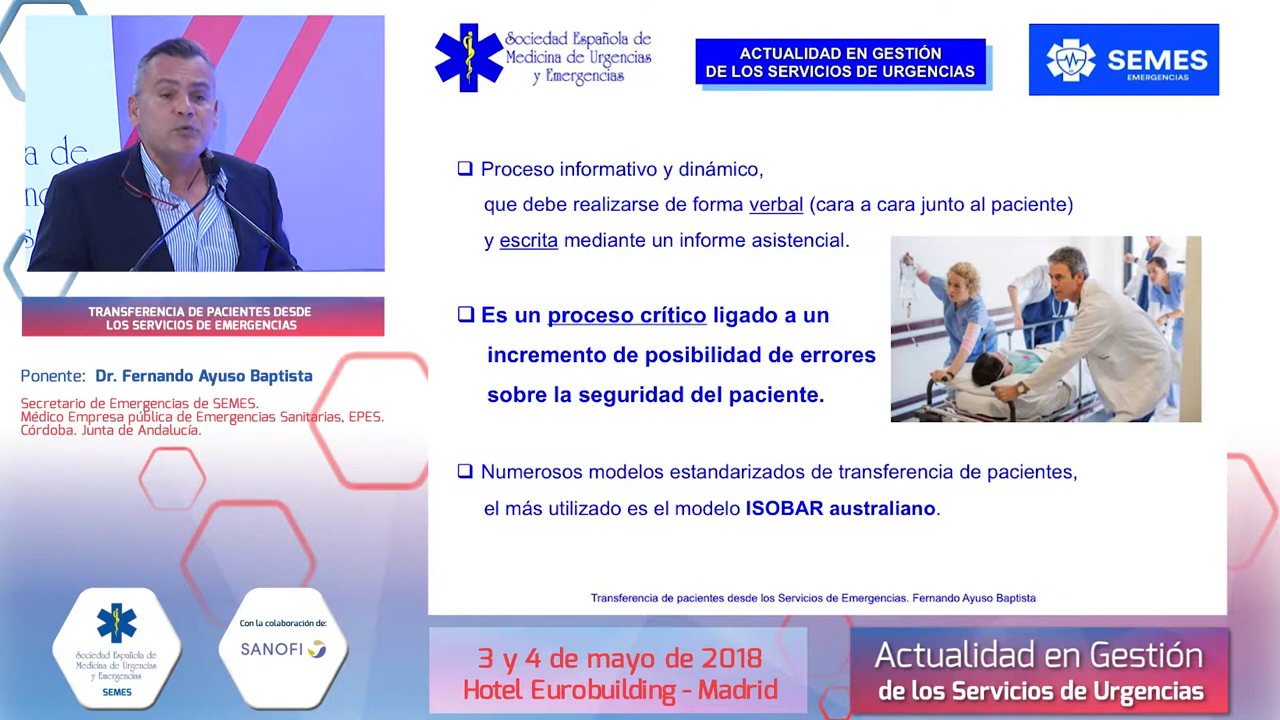 a de
TRANSFERENCIA DE PACIENTES DESDE
LOS SERVICIOS DE EMERGENCIAS
Ponente: Dr. Fernando Ayuso Baptista
Secretario de Emergencias de SEMES.
Médico Empresa pública de Emergencias Sanitarias, EPES.
Córdoba. Junta de Andalucía.
Sociedad Española de
Medicina de Urgencias
y Emergencias
SEMES
Con la colaboración de:
SANOFI
Sociedad Española de
Medicina de Urgencias
y Emergencias
ACTUALIDAD EN GESTIÓN
DE LOS SERVICIOS DE URGENCIAS
SEMES
EMERGENCIAS
Proceso informativo y dinámico,
que debe realizarse de forma verbal (cara a cara junto al paciente)
y escrita mediante un informe asistencial.
Es un proceso crítico ligado a un
incremento de posibilidad de errores
sobre la seguridad del paciente.
Numerosos modelos estandarizados de transferencia de pacientes,
el más utilizado es el modelo ISOBAR australiano.
Transferencia de pacientes desde los Servicios de Emergencias. Fernando Ayuso Baptista
3 y 4 de mayo de 2018
Hotel Eurobuilding - Madrid
Actualidad en Gestión
de los Servicios de Urgencias